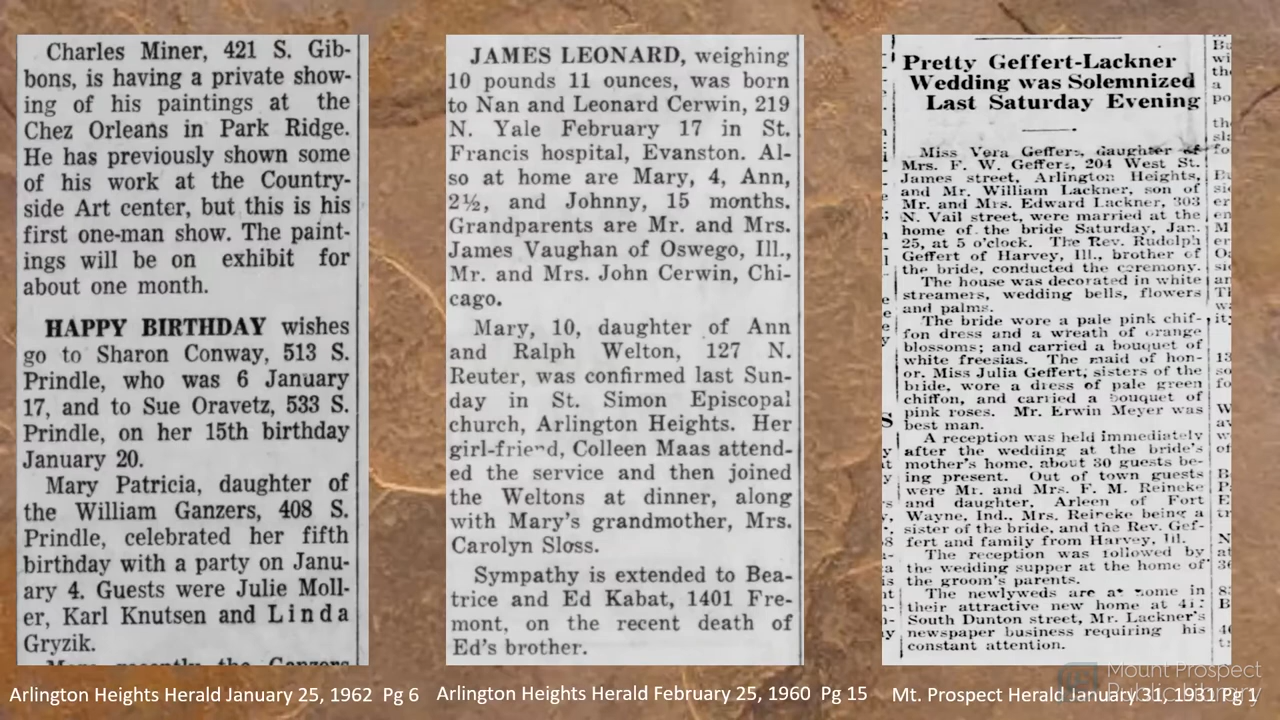 Charles Miner, 421 S. Gib-
bons, is having a private show-
ing of his paintings at the
Chez Orleans in Park Ridge.
He has previously shown some
of his work at the Country-
side Art center, but this is his
first one-man show. The paint-
ings will be on exhibit for
about one month.
HAPPY BIRTHDAY wishes
go to Sharon Conway, 513 S.
Prindle, who was 6 January
17, and to Sue Oravetz, 533 S.
Prindle, on her 15th birthday
January 20.
Mary Patricia, daughter of
the William Ganzers, 408 S.
Prindle, celebrated her fifth
birthday with a party on Janu-
ary 4. Guests were Julie Moll-
er, Karl Knutsen and Linda
Gryzik.
Arlington Heights Herald January 25, 1962 Pg 6
JAMES LEONARD, weighing
10 pounds 11 ounces, was born
to Nan and Leonard Cerwin, 219
N. Yale February 17 in St.
Francis hospital, Evanston. Al-
so at home are Mary, 4, Ann,
2½, and Johnny, 15 months.
Grandparents are Mr. and Mrs.
James Vaughan of Oswego, Ill.,
Mr. and Mrs. John Cerwin, Chi-
cago.
Mary, 10, daughter of Ann
and Ralph Welton, 127 N.
Reuter, was confirmed last Sun-
day in St. Simon Episcopal
church, Arlington Heights. Her
girl-friend, Colleen Maas attend-
ed the service and then joined
the Weltons at dinner, along
with Mary's grandmother, Mrs.
Carolyn Sloss.
Sympathy is extended to Bea-
trice and Ed Kabat, 1401 Fre-
mont, on the recent death of
Ed's brother.
Arlington Heights Herald February 25, 1960 Pg 15
Pretty Geffert-Lackner
Wedding was Solemnized
Last Saturday Evening
Miss Vera Geffers, daughter of
Mrs. F. W. Geffers, 204 West St.
James street, Arlington Heights,
and Mr. William Lackner, son of
Mr. and Mrs. Edward Lackner, 303
N. Vail street, were married at the
home of the bride Saturday, Jan.
25, at 5 o'clock. The Rev. Rudolph
Geffert of Harvey, Ill., brother of
the bride, conducted the ceremony.
The house was decorated in white
streamers, wedding bells, flowers
and palms.
The bride wore a pale pink chif-
fon dress and a wreath of orange
blossoms; and carried a bouquet of
white freesias. The maid of hon-
or. Miss Julia Geffert, sisters of the
bride, wore a dress of pale green
chiffon, and carried a bouquet of
pink roses. Mr. Erwin Meyer was
best man.
A reception was held immediately
after the wedding at the bride's
mother's home, about 30 guests be-
ing present. Out of town guests
were Mr. and Mrs. F. M. Reineke
and daughter, Arleen of Fort
Wayne, Ind., Mrs. Reineke being a
sister of the bride, and the Rev. Gef-
fert and family from Harvey, Ill.
The reception was followed by
the wedding supper at the home of
the groom's parents.
The newlyweds are at home in
their attractive new home at
South Dunton street, Mr. Lackner's
newspaper business requiring his
constant attention.
Mt. Prospect Herald January 31, 1931 Pg 1
Mount Prospect
Public Library